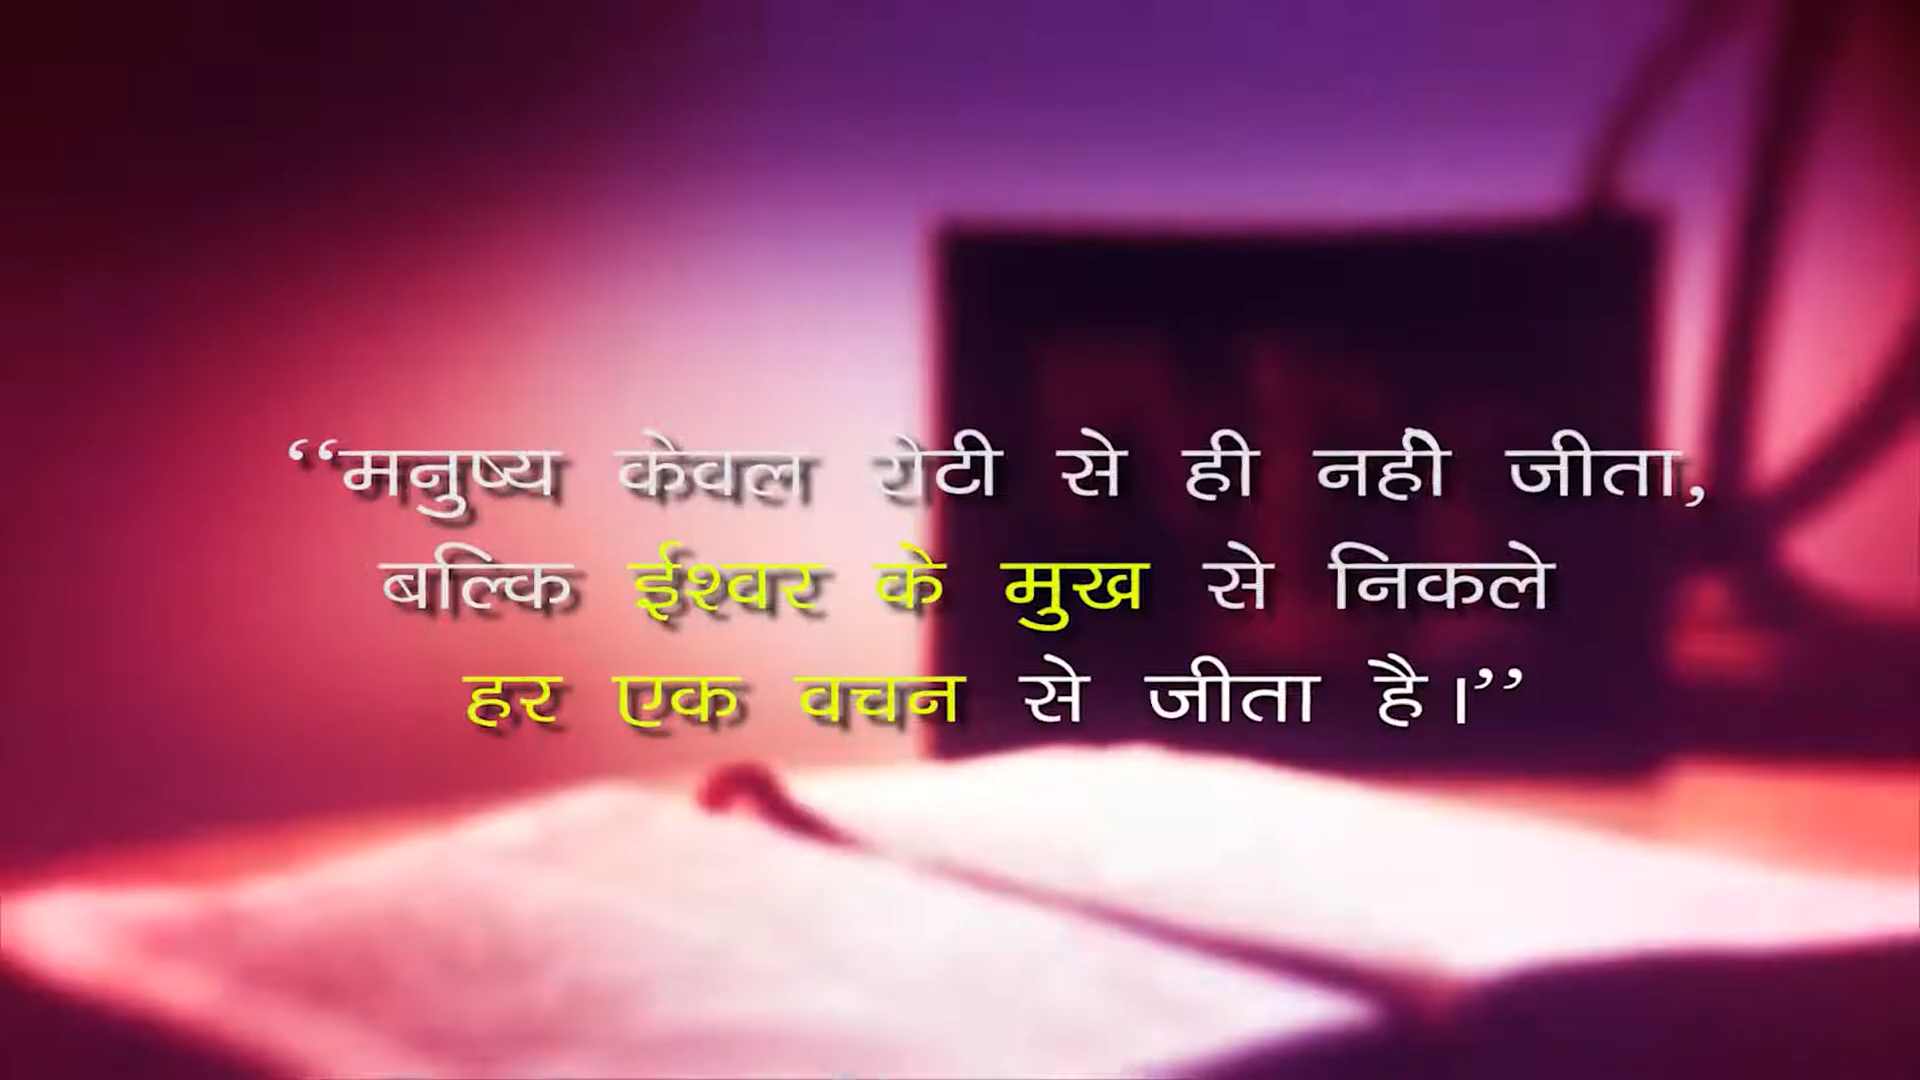 “मनुष्य केवल रोटी से ही नहीं जीता,
बल्कि ईश्वर के मुख से निकले
हर एक वचन से जीता है।”